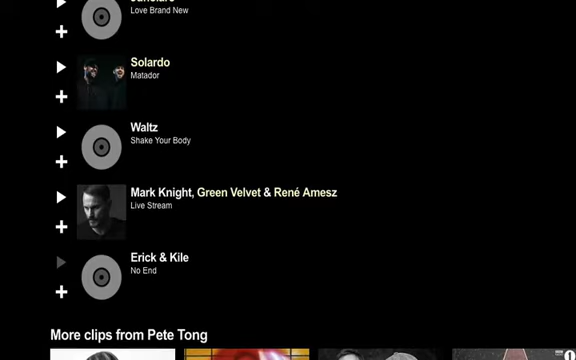 Love Brand New
Solardo
Matador
Waltz
Shake Your Body
Mark Knight, Green Velvet & René Amesz
Live Stream
Erick & Kile
No End
More clips from Pete Tong